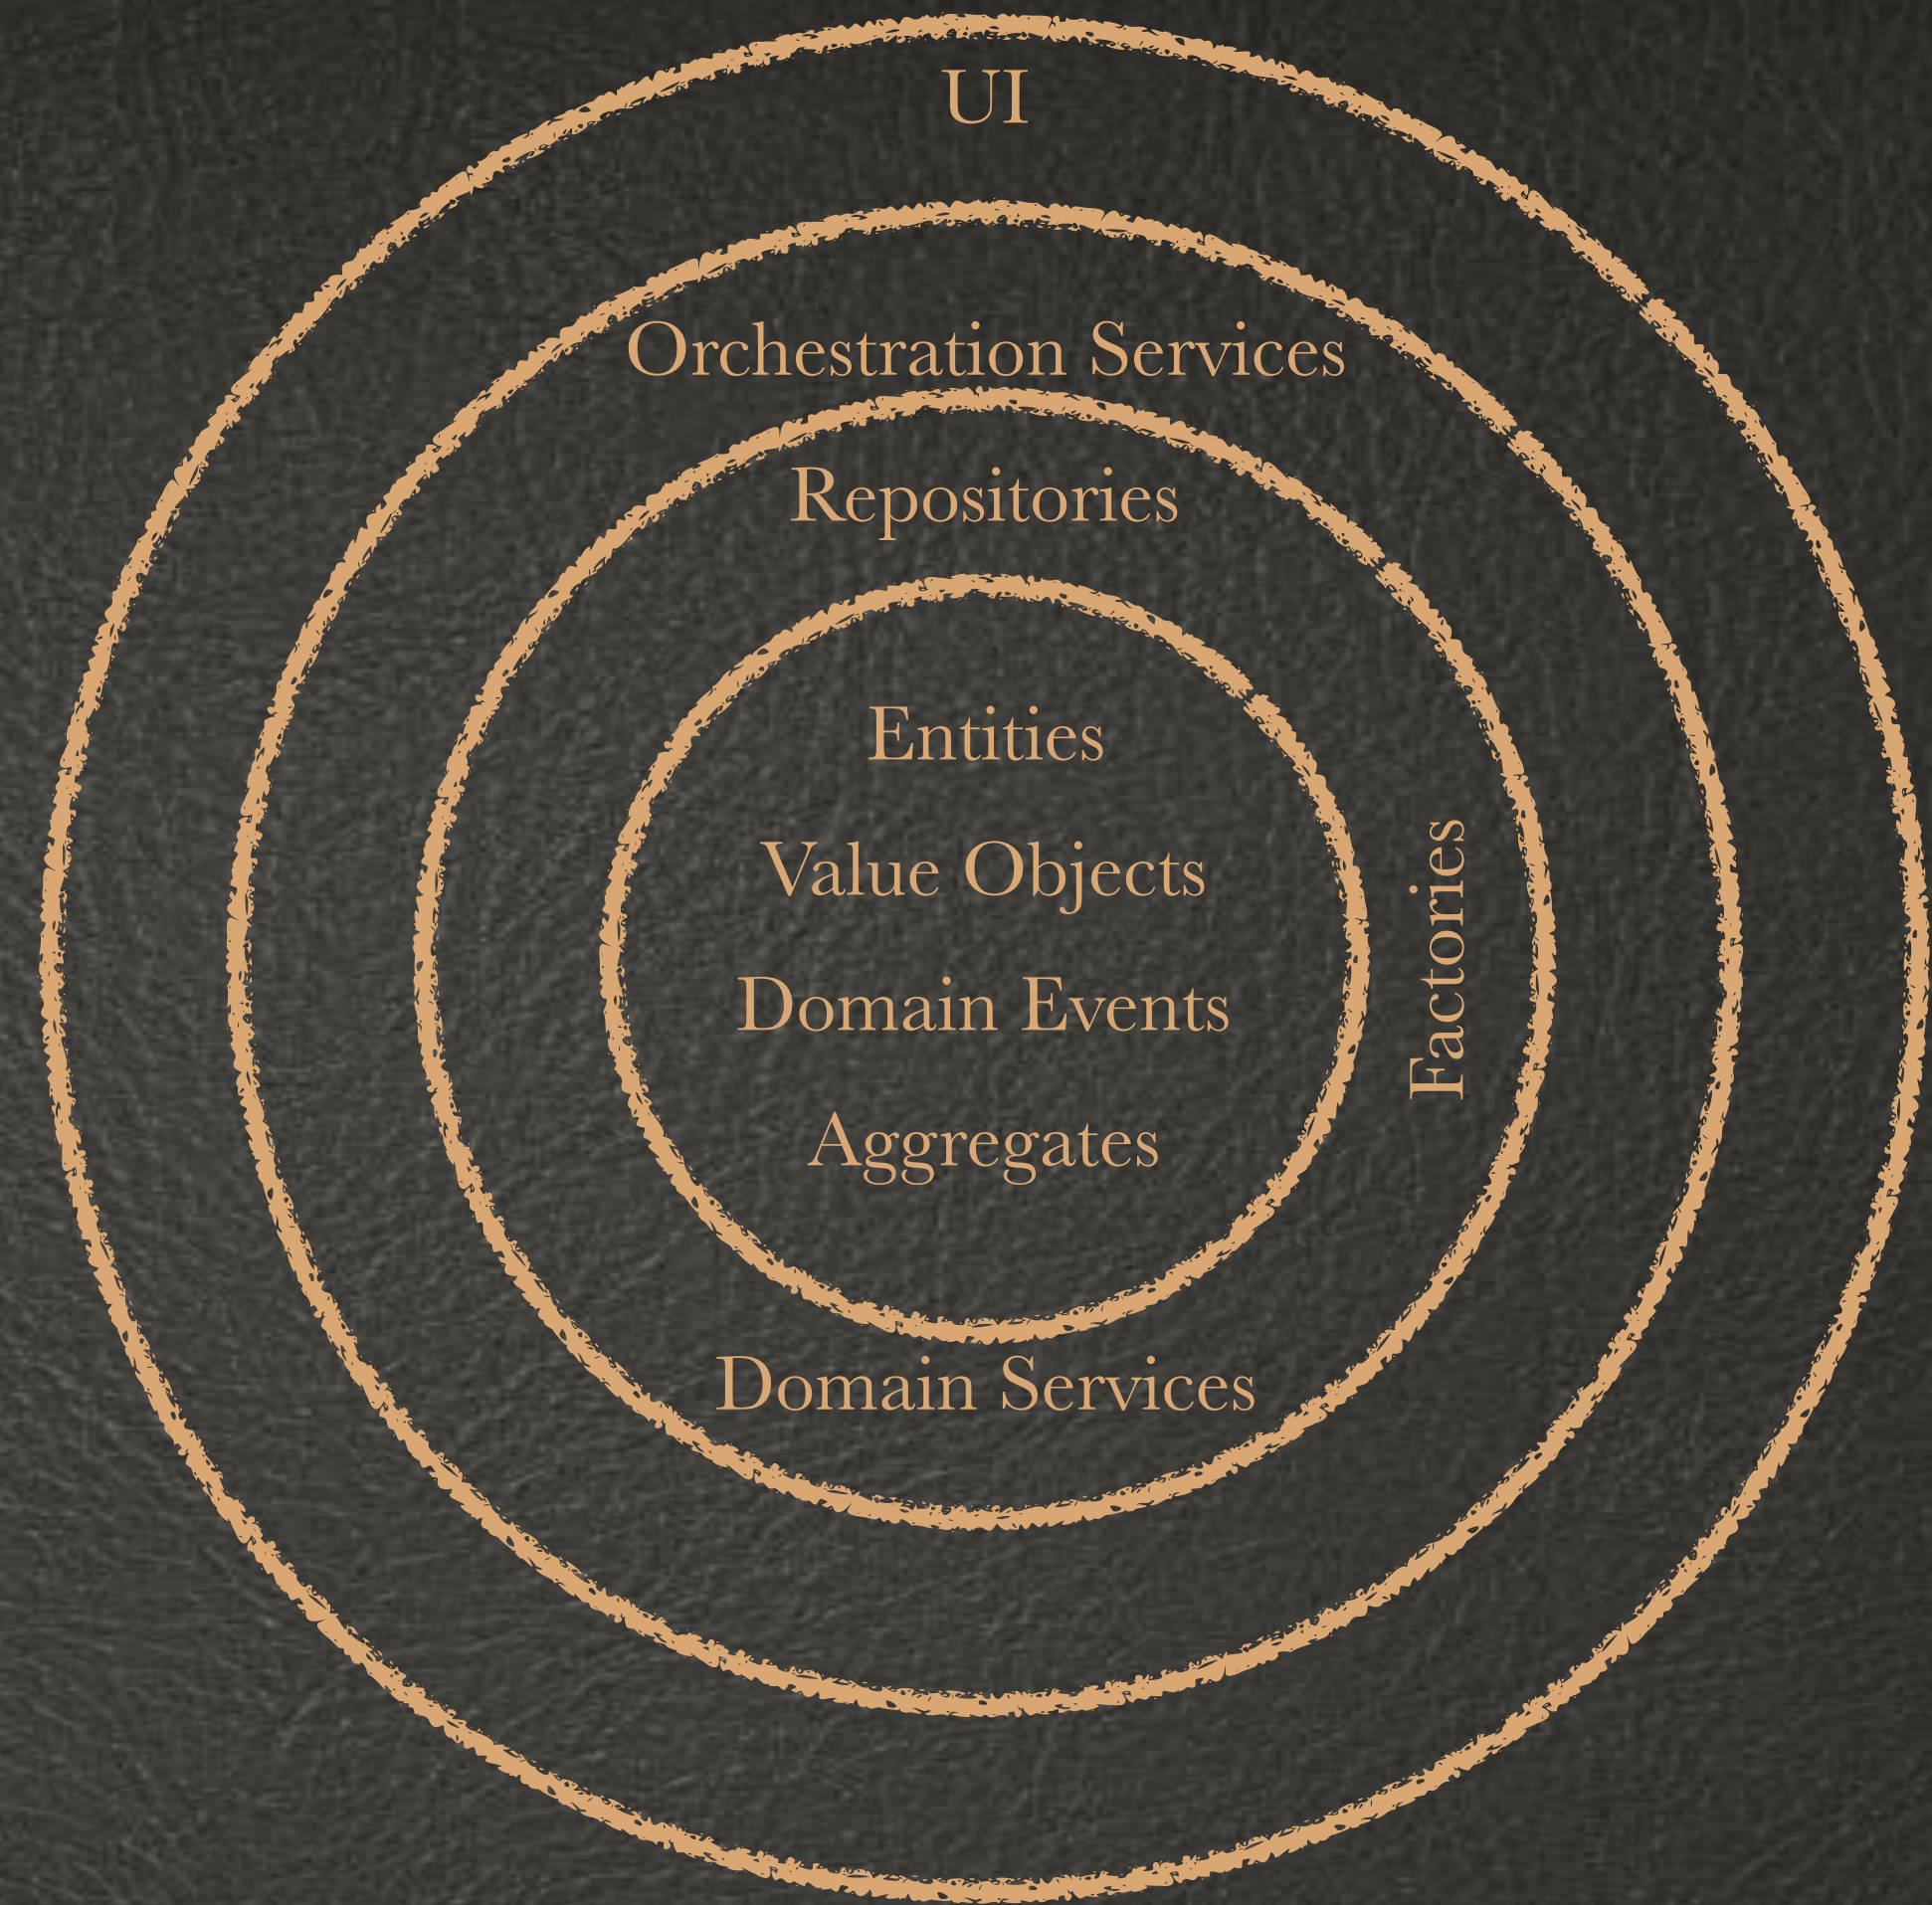 UI
Orchestration Services
Repositories
Entities
Value Objects
Domain Events
Aggregates
Factories
Domain Services